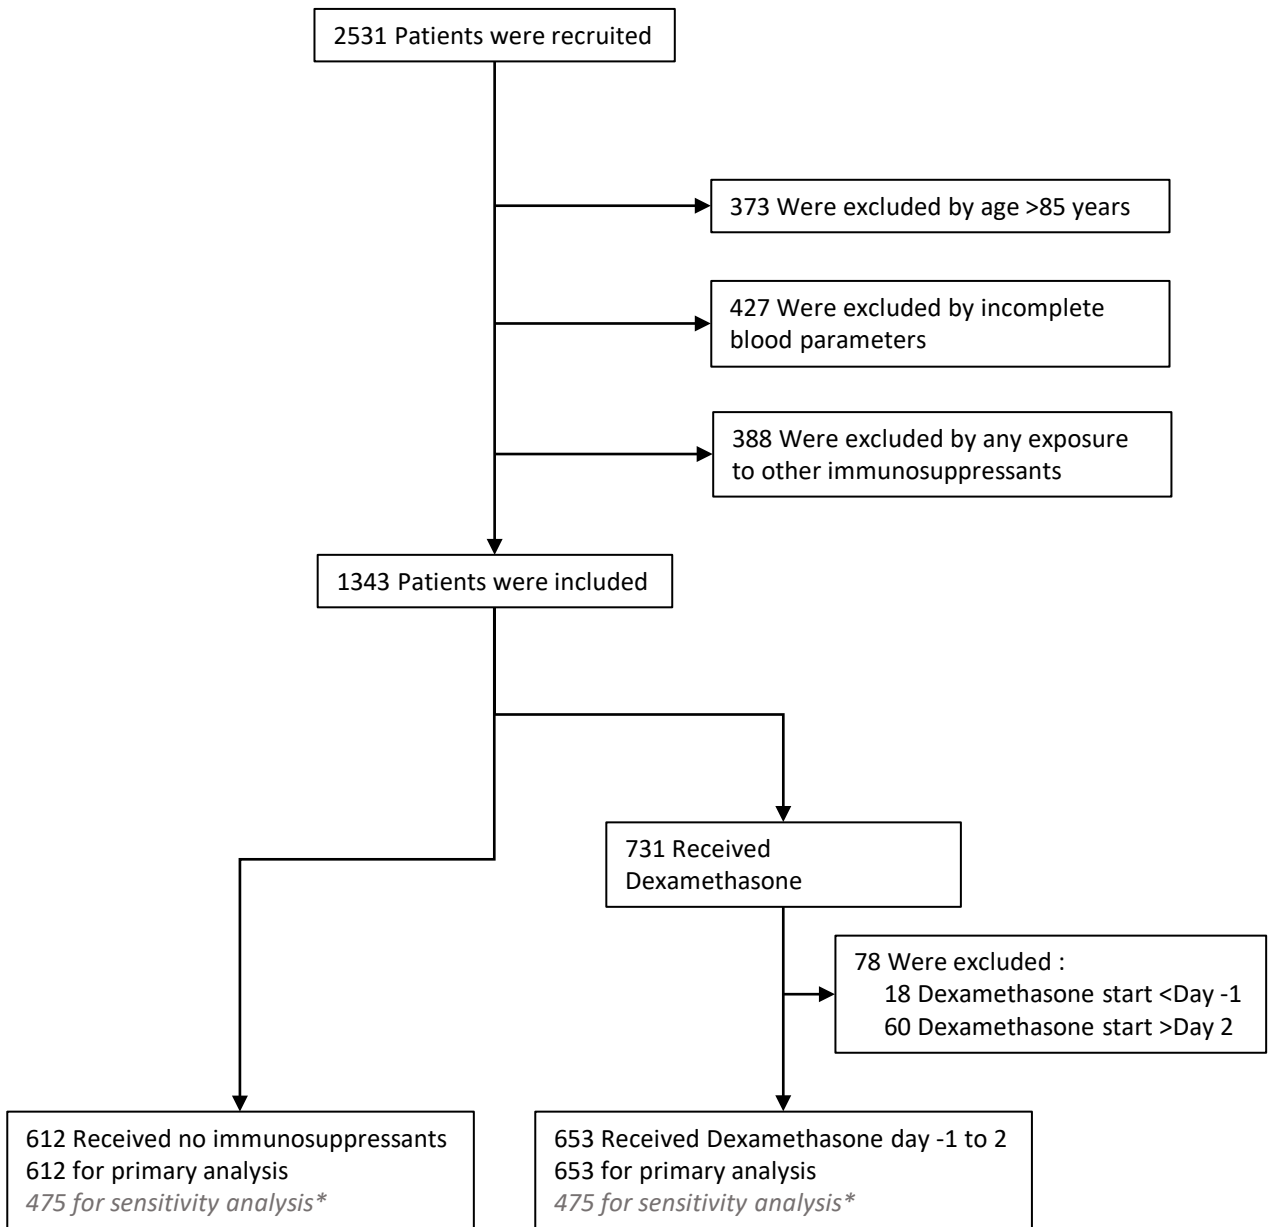 2531 Patients were recruited
373 Were excluded by age >85 years
427 Were excluded by incomplete
blood parameters
388 Were excluded by any exposure
to other immunosuppressants
1343 Patients were included
731 Received
Dexamethasone
78 Were excluded :
18 Dexamethasone start <Day -1
60 Dexamethasone start >Day 2
612 Received no immunosuppressants
612 for primary analysis
475 for sensitivity analysis*
653 Received Dexamethasone day -1 to 2
653 for primary analysis
475 for sensitivity analysis*